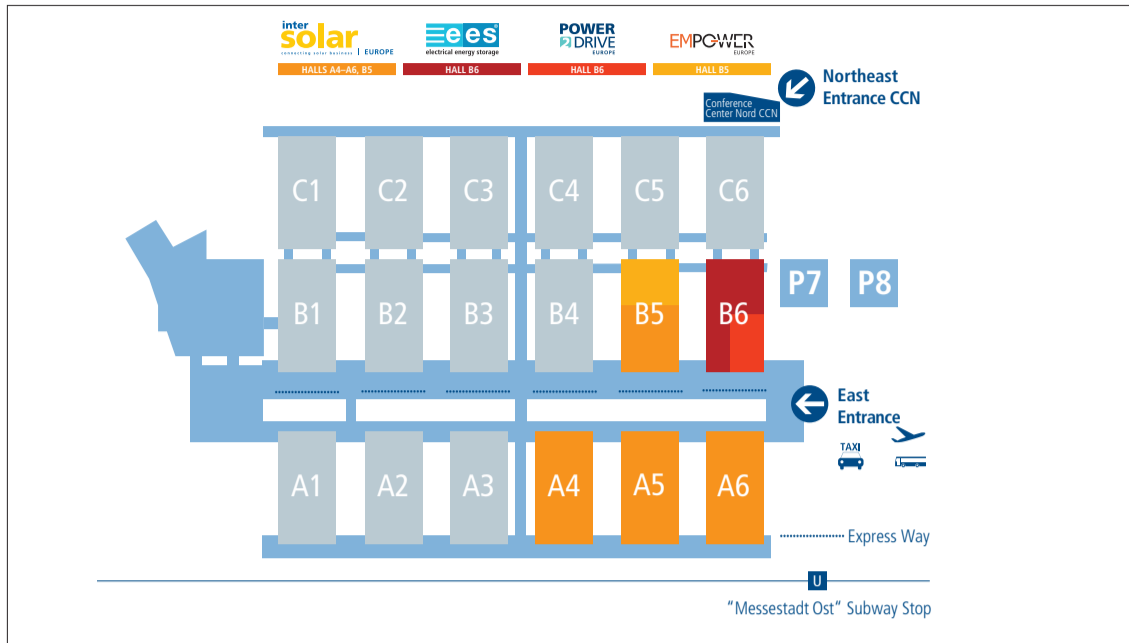 inter
solar
connecting solar business | EUROPE
ees®
electrical energy storage
POWER
2DRIVE
EUROPE
EMPOWER
EUROPE
HALLS A4–A6, B5
HALL B6
HALL B6
HALL B5
Northeast
Entrance CCN
Conference
Center Nord CCN
C1 C2 C3 C4 C5 C6
B1 B2 B3 B4 B5 B6
P7 P8
East
Entrance
TAXI
A1 A2 A3 A4 A5 A6
Express Way
U
"Messestadt Ost“ Subway Stop